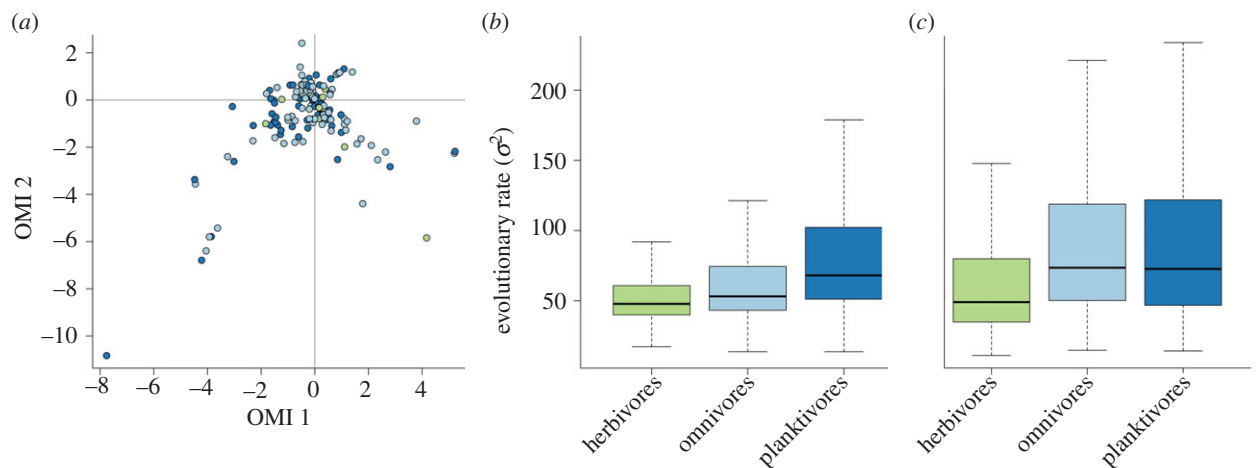 (a)
2
0
−2
−4
−6
−8
−10
OMI 2
−8
−6
−4
−2
0
2
4
OMI 1
(b)
evolutionary rate (σ²)
200
150
100
50
herbivores
omnivores
planktivores
(c)
herbivores
omnivores
planktivores